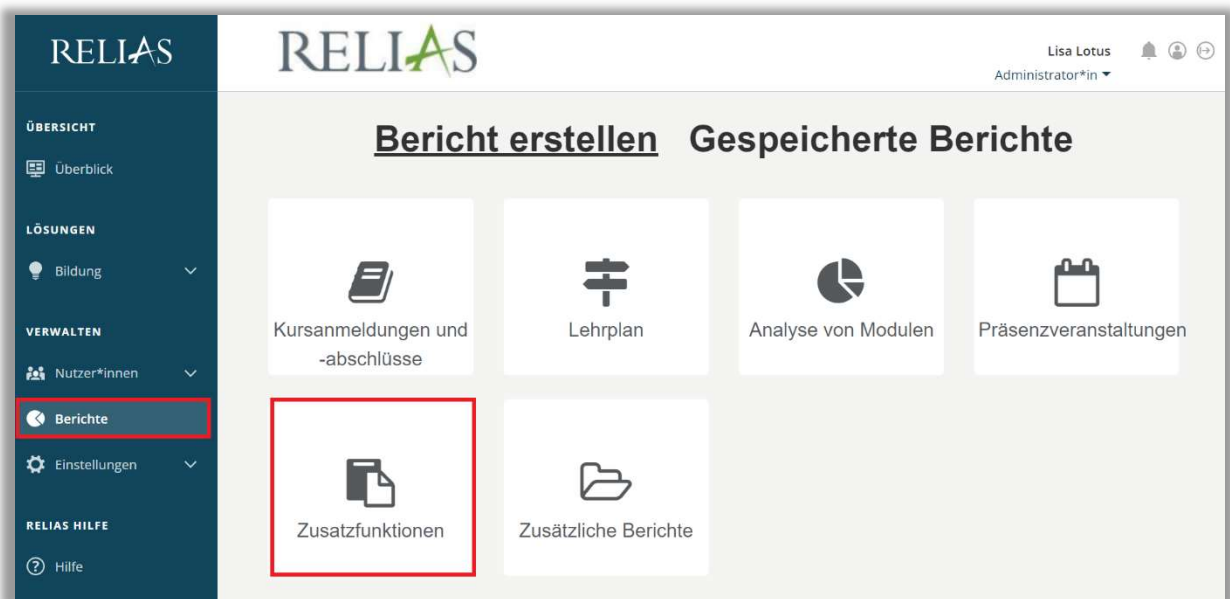 RELIAS
ÜBERSICHT
Überblick
LÖSUNGEN
Bildung
VERWALTEN
Nutzer*innen
Berichte
Einstellungen
RELIAS HILFE
Hilfe
RELIAS
Lisa Lotus
Administrator*in
Bericht erstellen Gespeicherte Berichte
Kursanmeldungen und
-abschlüsse
Lehrplan
Analyse von Modulen
Präsenzveranstaltungen
Zusatzfunktionen
Zusätzliche Berichte